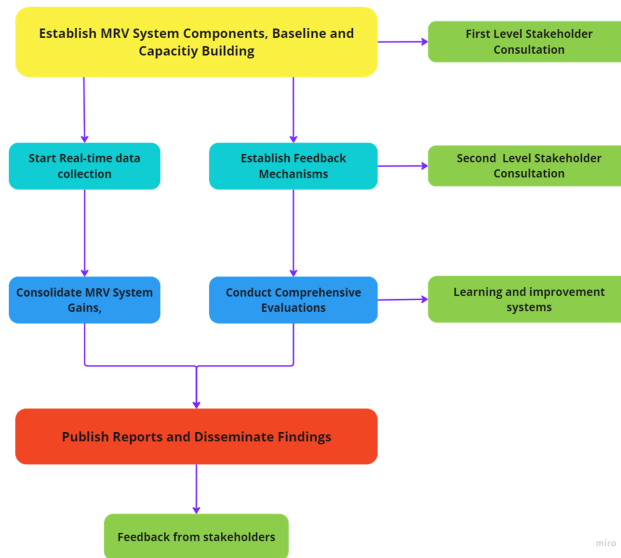 Establish MRV System Components, Baseline and
Capacitiy Building
First Level Stakeholder
Consultation
Start Real-time data
collection
Establish Feedback
Mechanisms
Second  Level Stakeholder
Consultation
Consolidate MRV System
Gains,
Conduct Comprehensive
Evaluations
Learning and improvement
systems
Publish Reports and Disseminate Findings
Feedback from stakeholders
miro